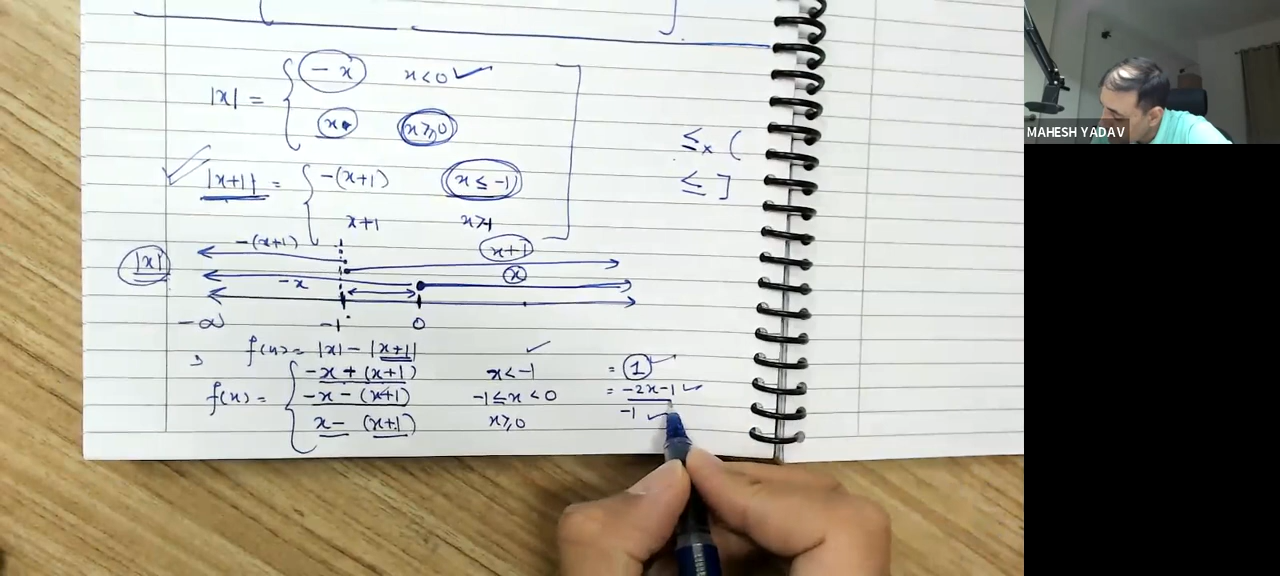 |x| = { -x x<0 ✓
x x≥0
|x+1| = { -(x+1) x≤-1
x+1 x>-1
≤x (
≤ ]
-(x+1) x+1
|x| -x x
-∞ -1 0
f(x) = |x| - |x+1| ✓
f(x) = { -x + (x+1) x<-1 = 1 ✓
-x - (x+1) -1≤x<0 = -2x-1 ✓
x - (x+1) x≥0 -1 ✓
MAHESH YADAV